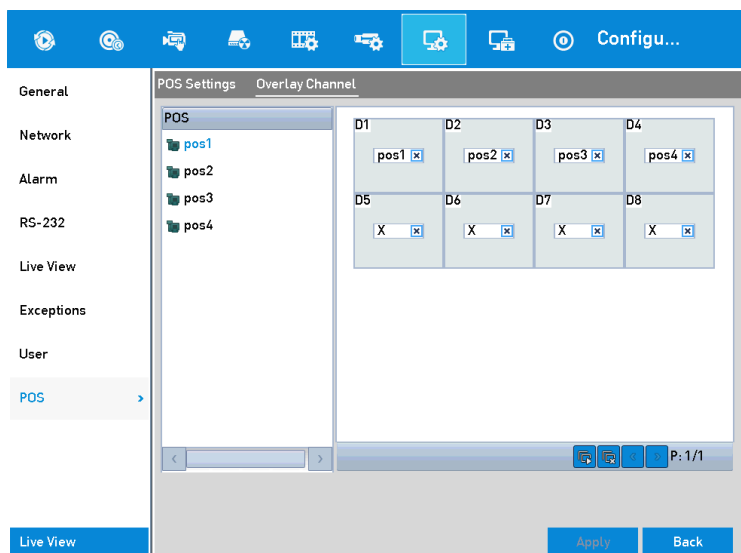 Configu...
General
Network
Alarm
RS-232
Live View
Exceptions
User
POS
Live View
POS Settings Overlay Channel
POS
pos1
pos2
pos3
pos4
D1 D2 D3 D4
pos1 pos2 pos3 pos4
D5 D6 D7 D8
X X X X
P: 1/1
Apply Back